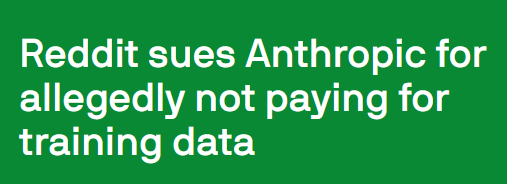 Reddit sues Anthropic for
allegedly not paying for
training data